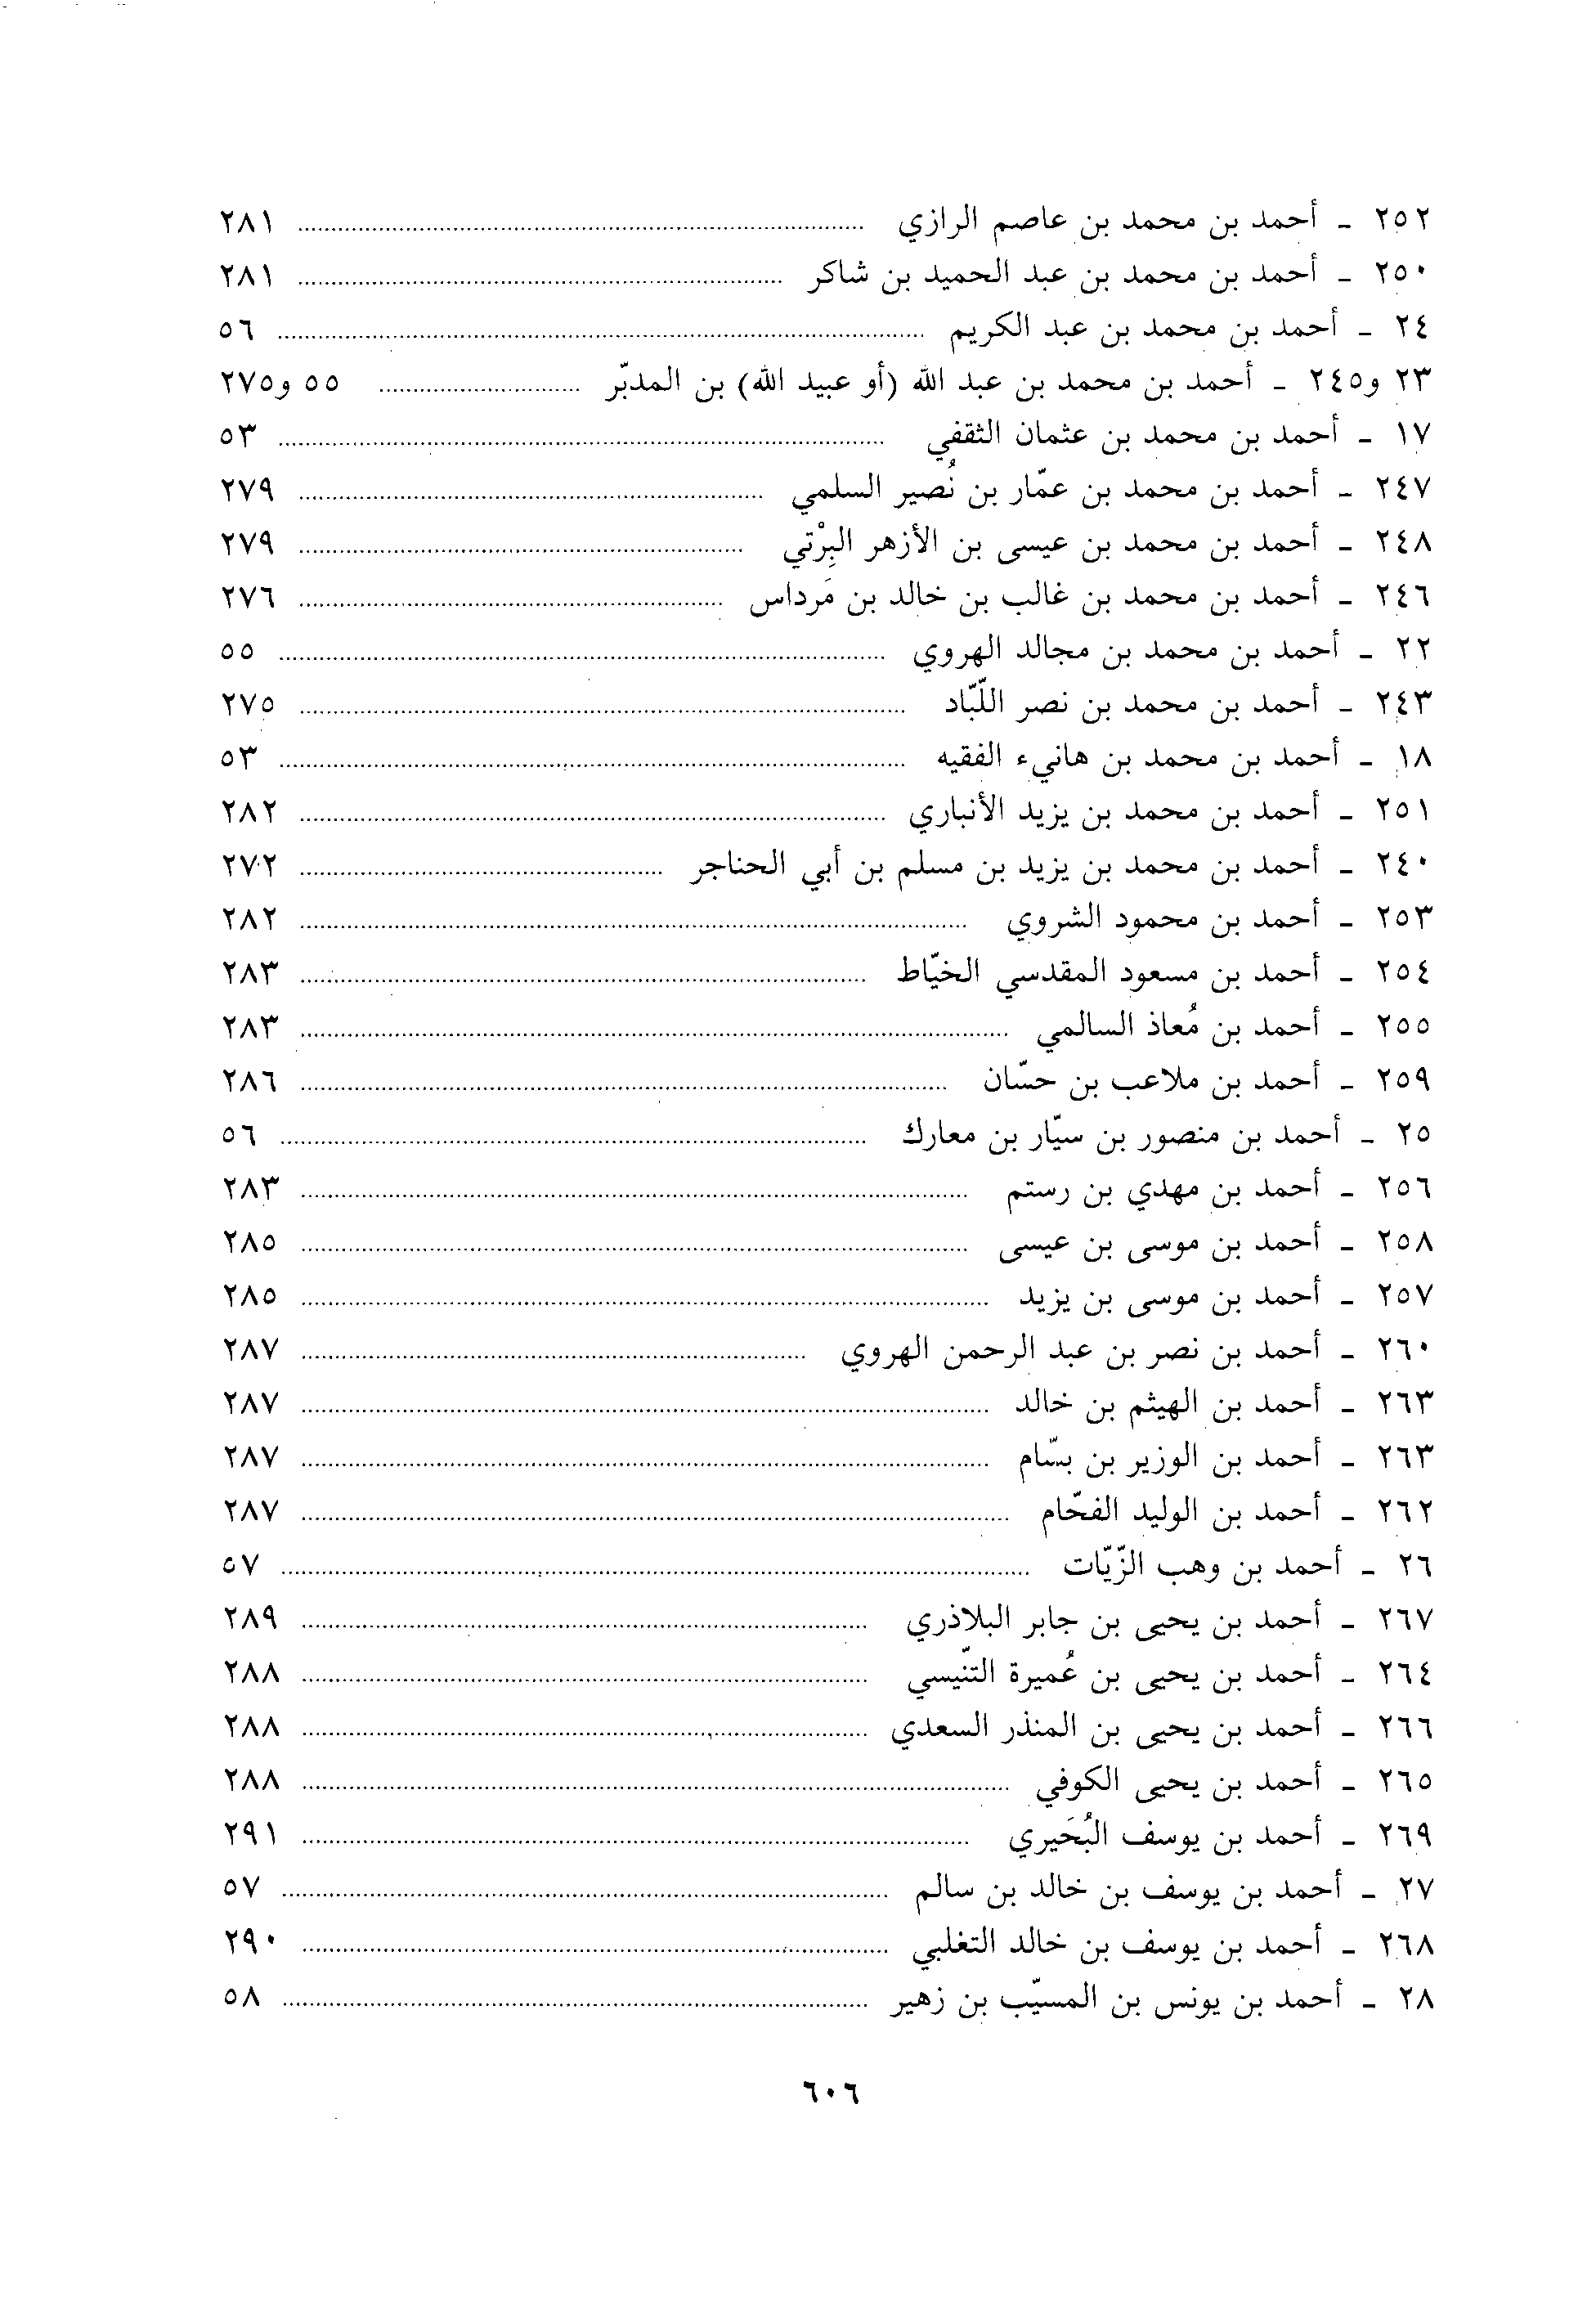 ٢٥٢ - أحمد بن محمد بن عاصم الرازي ........ ٢٨١
٢٥٠ - أحمد بن محمد بن عبد الحميد بن شاكر ........ ٢٨١
٢٤ - أحمد بن محمد بن عبد الكريم ........ ٥٦
٢٣ و٢٤٥ - أحمد بن محمد بن عبد الله (أو عبيد الله) بن المدبّر ........ ٥٥ و٢٧٥
١٧ - أحمد بن محمد بن عثمان الثقفي ........ ٥٣
٢٤٧ - أحمد بن محمد بن عمّار بن نُصير السلمي ........ ٢٧٩
٢٤٨ - أحمد بن محمد بن عيسى بن الأزهر البِرْتي ........ ٢٧٩
٢٤٦ - أحمد بن محمد بن غالب بن خالد بن مَرداس ........ ٢٧٦
٢٢ - أحمد بن محمد بن مجالد الهروي ........ ٥٥
٢٤٣ - أحمد بن محمد بن نصر اللّبّاد ........ ٢٧٥
١٨ - أحمد بن محمد بن هانيء الفقيه ........ ٥٣
٢٥١ - أحمد بن محمد بن يزيد الأنباري ........ ٢٨٢
٢٤٠ - أحمد بن محمد بن يزيد بن مسلم بن أبي الحناجر ........ ٢٧٢
٢٥٣ - أحمد بن محمود الشروي ........ ٢٨٢
٢٥٤ - أحمد بن مسعود المقدسي الخيّاط ........ ٢٨٣
٢٥٥ - أحمد بن مُعاذ السالمي ........ ٢٨٣
٢٥٩ - أحمد بن ملاعب بن حسّان ........ ٢٨٦
٢٥ - أحمد بن منصور بن سيّار بن معارك ........ ٥٦
٢٥٦ - أحمد بن مهدي بن رستم ........ ٢٨٣
٢٥٨ - أحمد بن موسى بن عيسى ........ ٢٨٥
٢٥٧ - أحمد بن موسى بن يزيد ........ ٢٨٥
٢٦٠ - أحمد بن نصر بن عبد الرحمن الهروي ........ ٢٨٧
٢٦٣ - أحمد بن الهيثم بن خالد ........ ٢٨٧
٢٦٣ - أحمد بن الوزير بن بسّام ........ ٢٨٧
٢٦٢ - أحمد بن الوليد الفحّام ........ ٢٨٧
٢٦ - أحمد بن وهب الزّيّات ........ ٥٧
٢٦٧ - أحمد بن يحيى بن جابر البلاذري ........ ٢٨٩
٢٦٤ - أحمد بن يحيى بن عُميرة التنّيسي ........ ٢٨٨
٢٦٦ - أحمد بن يحيى بن المنذر السعدي ........ ٢٨٨
٢٦٥ - أحمد بن يحيى الكوفي ........ ٢٨٨
٢٦٩ - أحمد بن يوسف البُحَيري ........ ٢٩١
٢٧ - أحمد بن يوسف بن خالد بن سالم ........ ٥٧
٢٦٨ - أحمد بن يوسف بن خالد التغلبي ........ ٢٩٠
٢٨ - أحمد بن يونس بن المسيّب بن زهير ........ ٥٨
٦٠٦